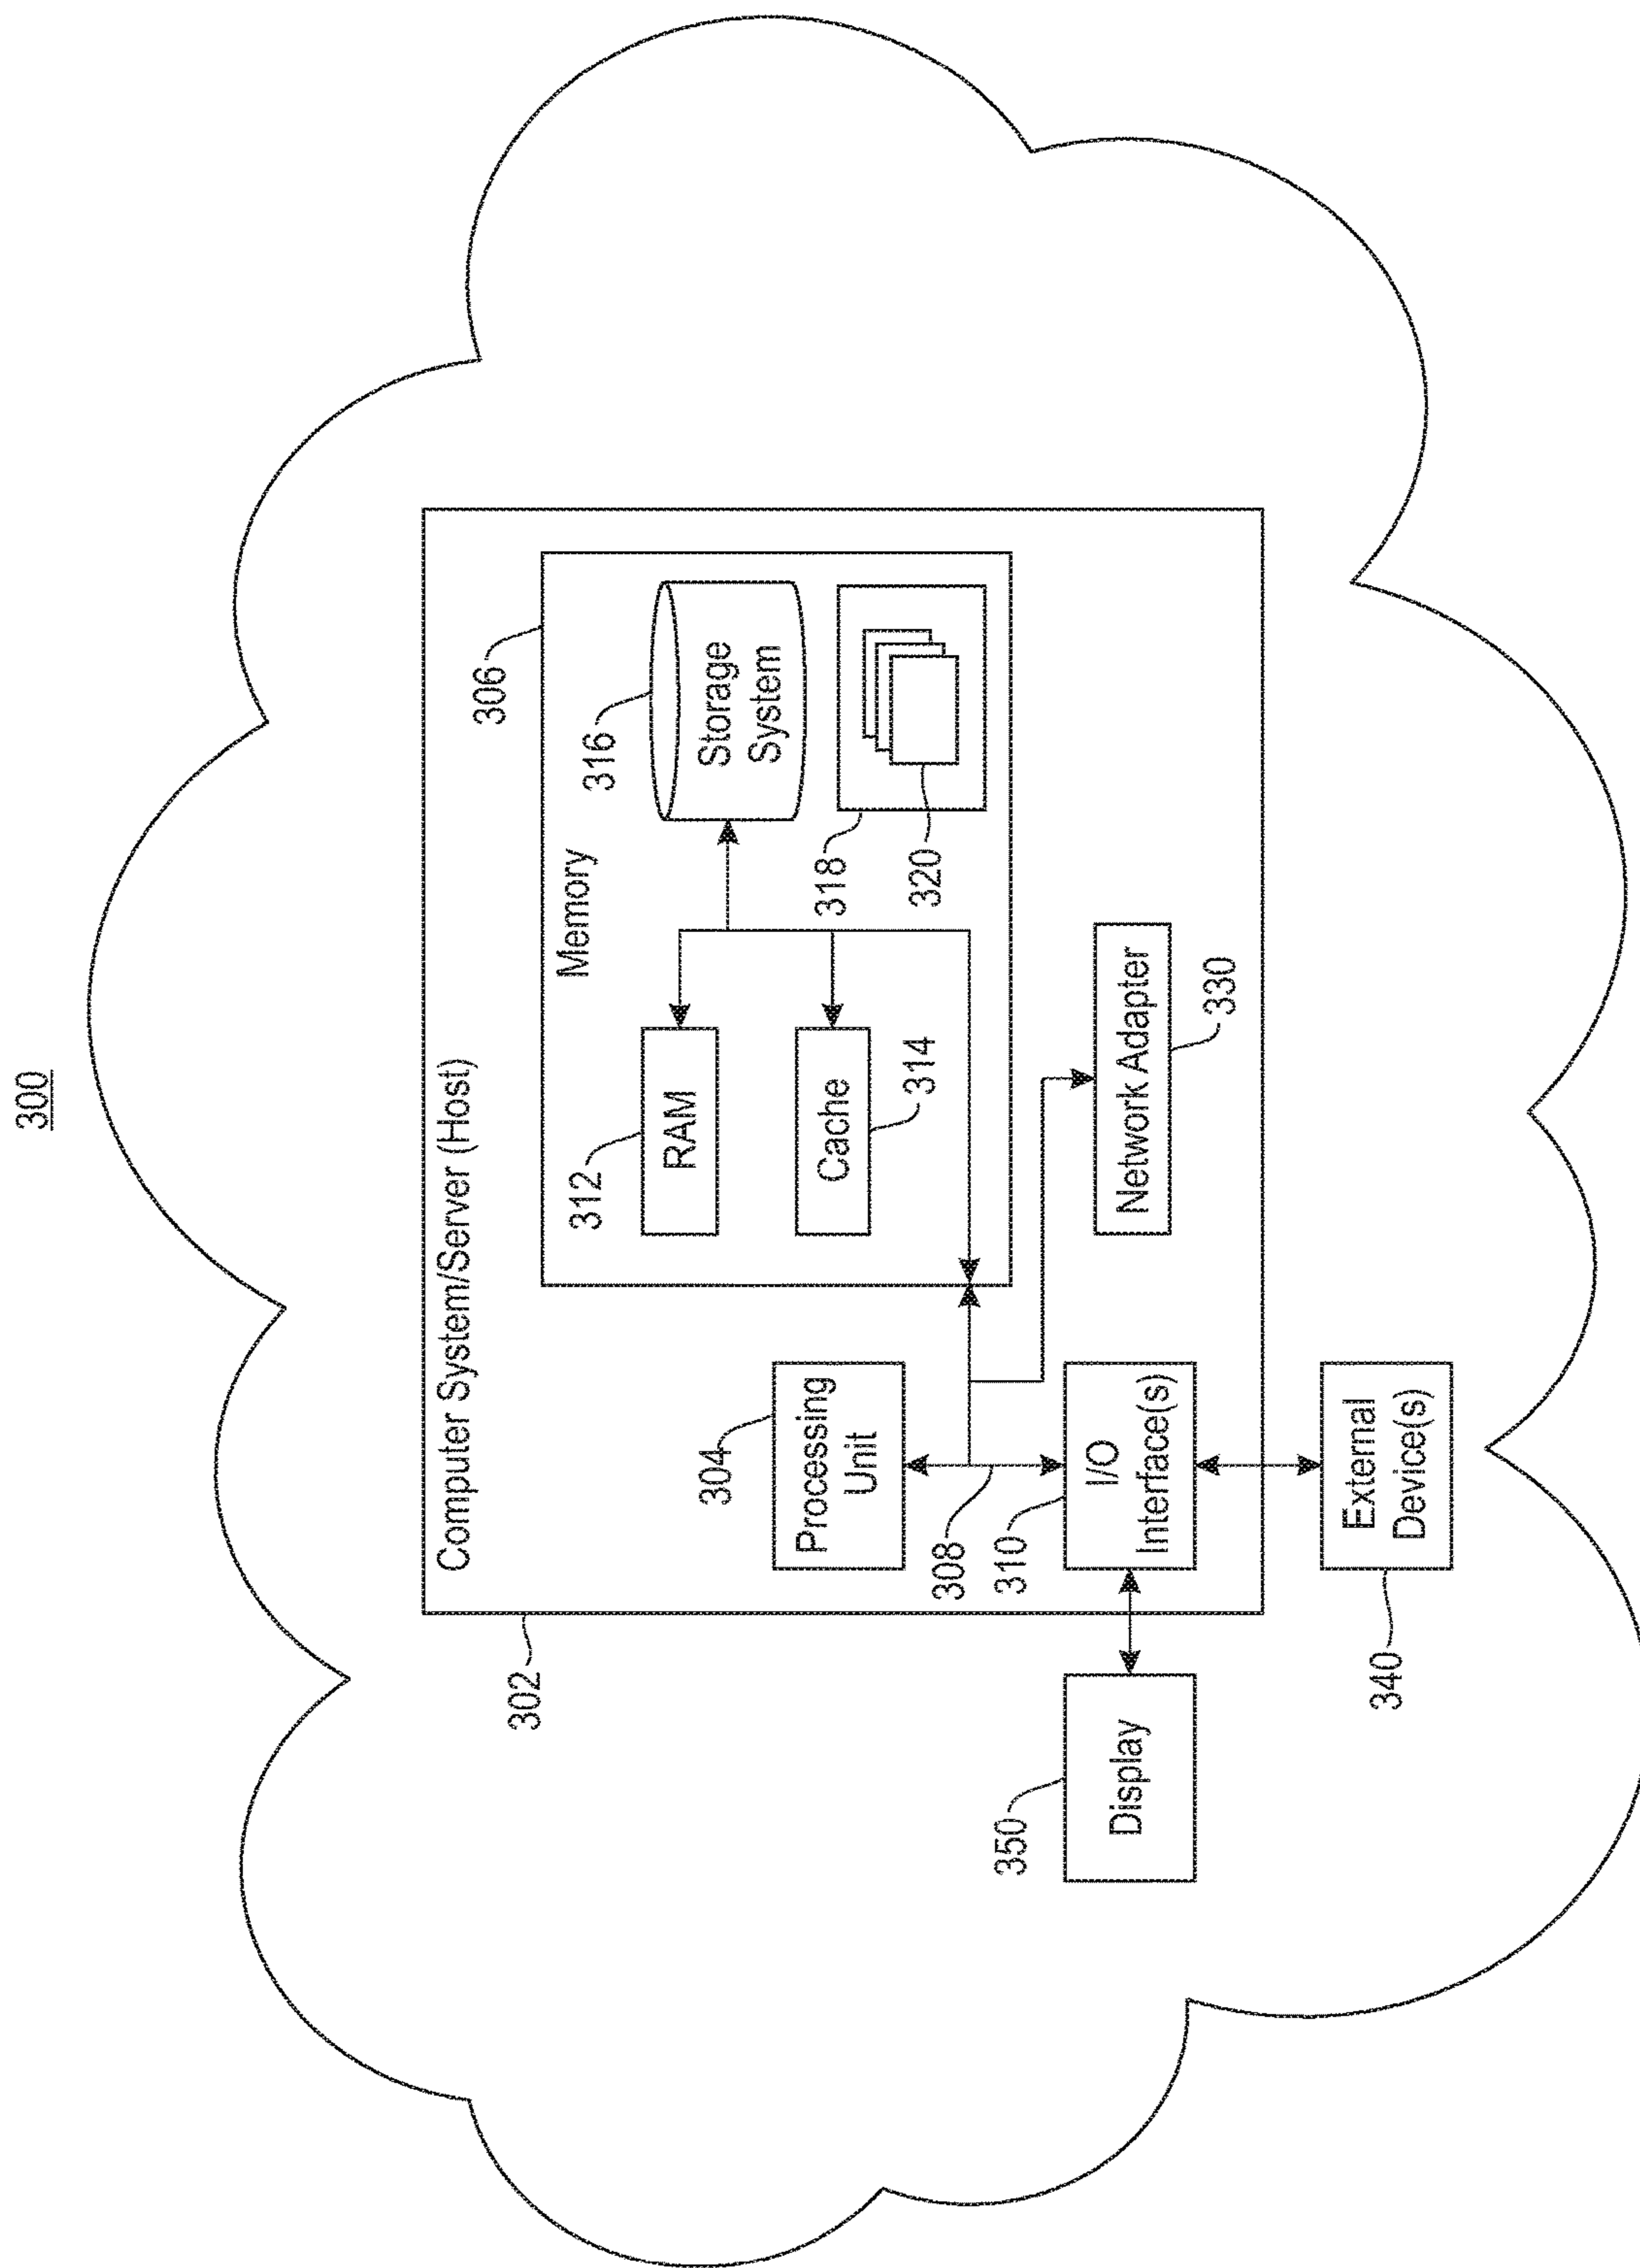 300
Computer System/Server (Host)
302
306
Memory
304
Processing
Unit
312
RAM
316
Storage
System
308
Cache
314
318
310
I/O
Interface(s)
320
350
Display
Network Adapter
330
340
External
Device(s)